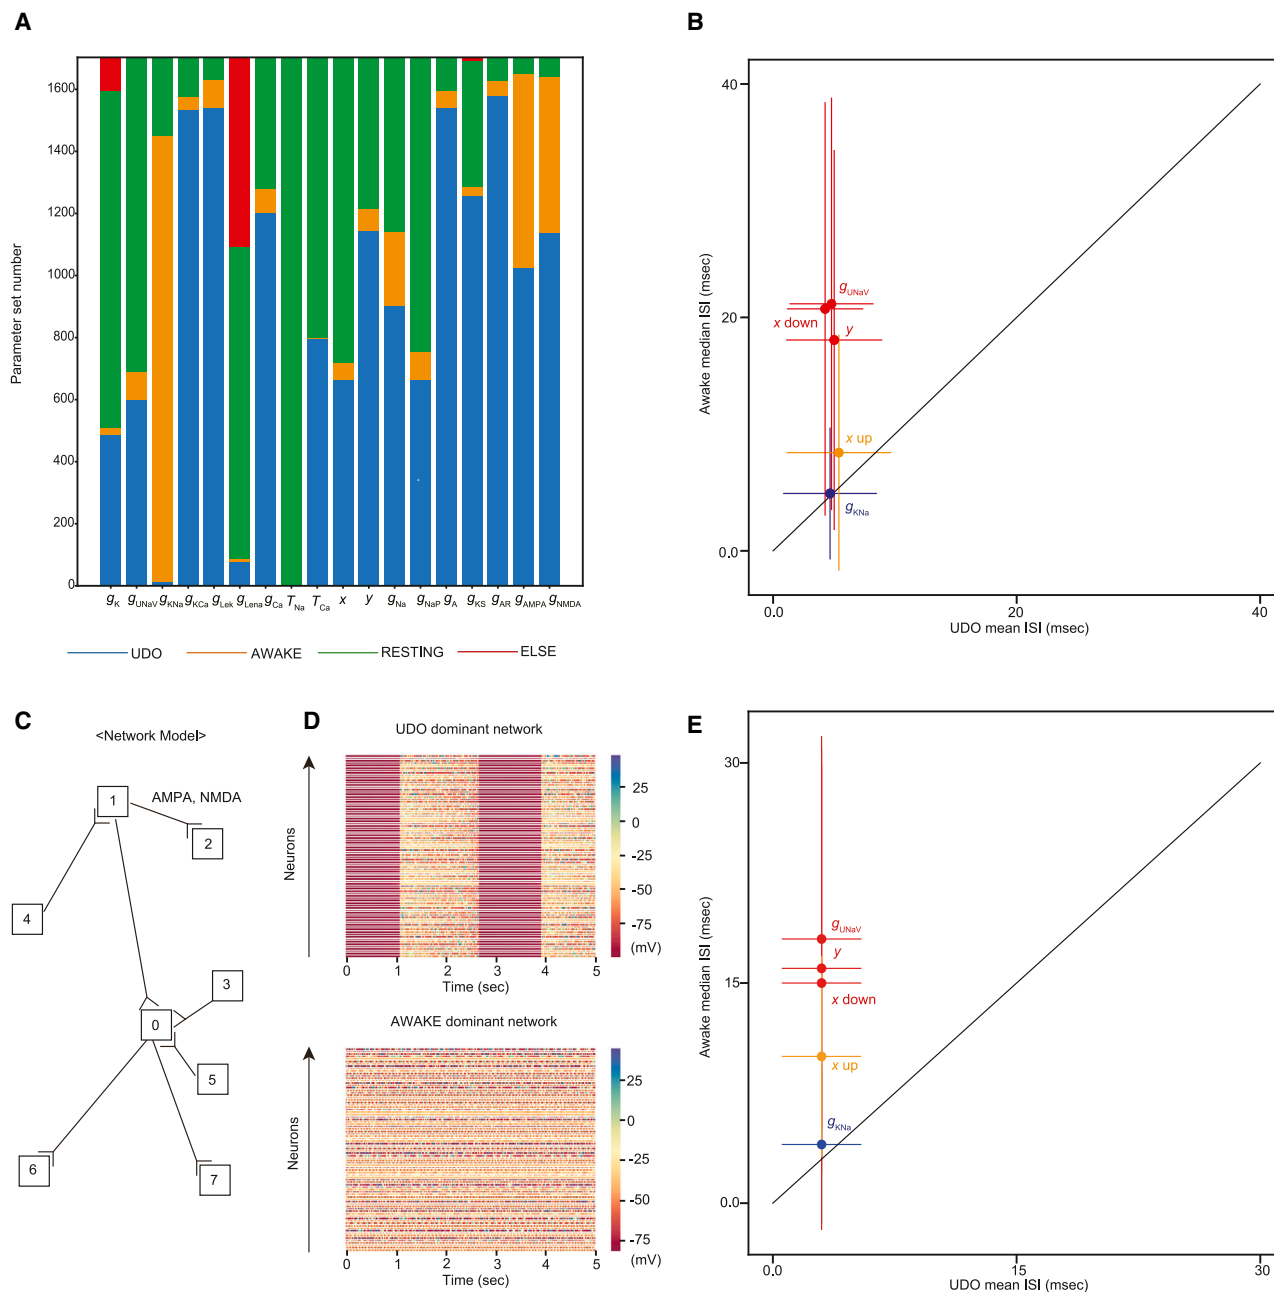 A
Parameter set number
1600
1400
1200
1000
800
600
400
200
0
gK gUNaV gKNa gKCa gLek gLena gCa TNa TCa x y gNa gNaP gA gKS gAR gAMPA gNMDA
UDO AWAKE RESTING ELSE
B
Awake median ISI (msec)
40
20
0.0
gUNaV
x down
y
x up
gKNa
0.0 20 40
UDO mean ISI (msec)
C
<Network Model>
AMPA, NMDA
1
2
4
3
0
5
6
7
D
UDO dominant network
Neurons
25
0
-25
-50
-75
(mV)
0 1 2 3 4 5
Time (sec)
AWAKE dominant network
Neurons
25
0
-25
-50
-75
(mV)
0 1 2 3 4 5
Time (sec)
E
Awake median ISI (msec)
30
15
0.0
gUNaV
y
x down
x up
gKNa
0.0 15 30
UDO mean ISI (msec)